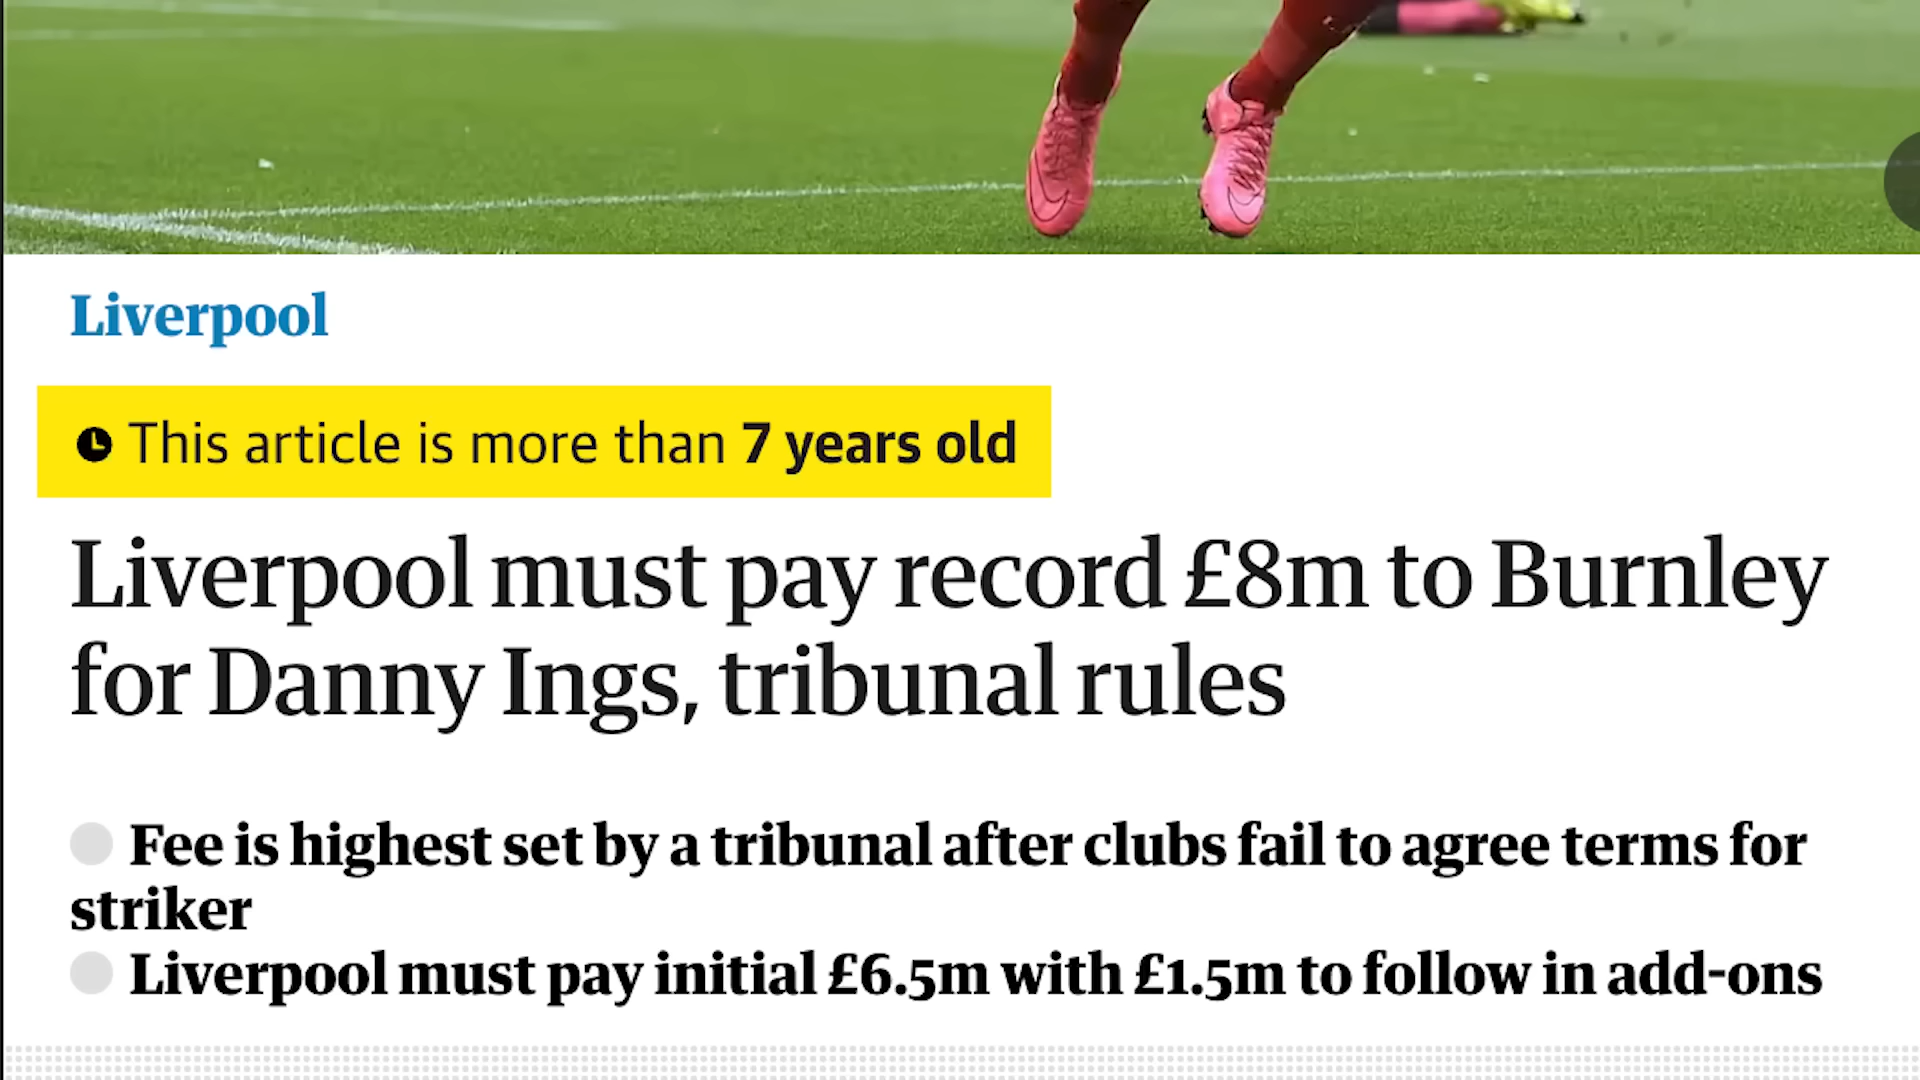 Liverpool
This article is more than 7 years old
Liverpool must pay record £8m to Burnley
for Danny Ings, tribunal rules
Fee is highest set by a tribunal after clubs fail to agree terms for
striker
Liverpool must pay initial £6.5m with £1.5m to follow in add-ons